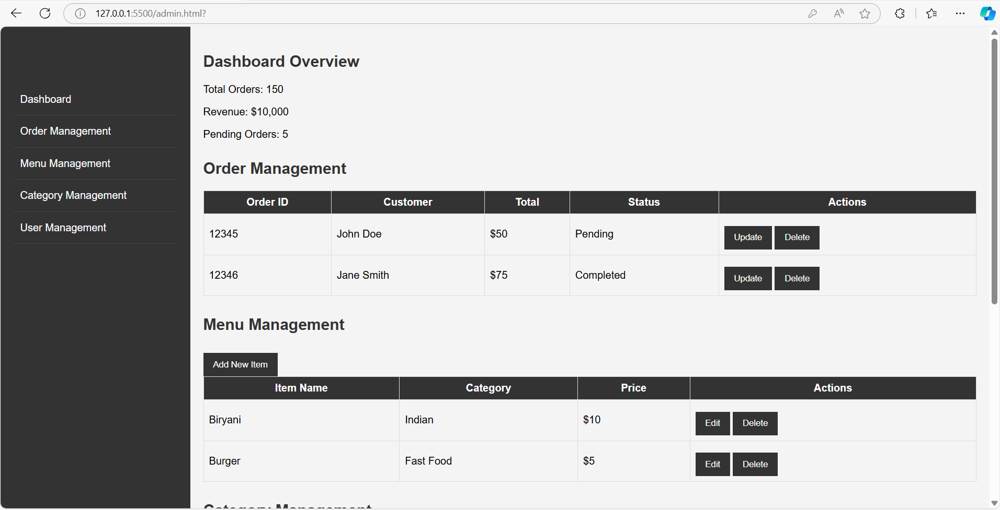 127.0.0.1:5500/admin.html?
Dashboard
Order Management
Menu Management
Category Management
User Management
Dashboard Overview
Total Orders: 150
Revenue: $10,000
Pending Orders: 5
Order Management
Order ID Customer Total Status Actions
12345 John Doe $50 Pending Update Delete
12346 Jane Smith $75 Completed Update Delete
Menu Management
Add New Item
Item Name Category Price Actions
Biryani Indian $10 Edit Delete
Burger Fast Food $5 Edit Delete
Category Management